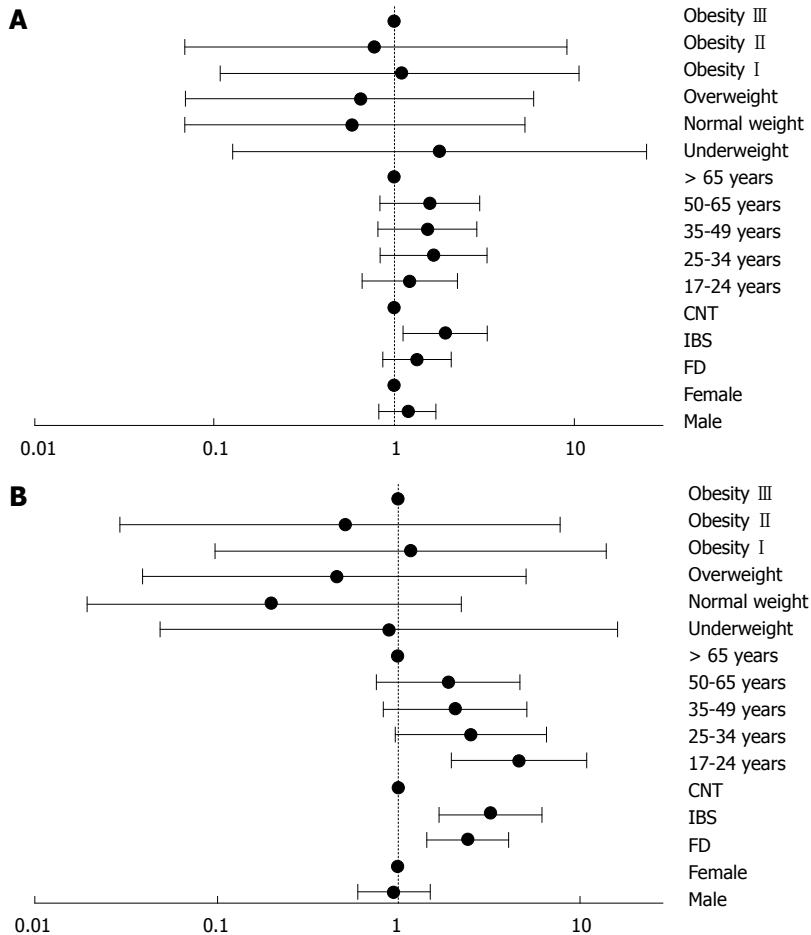 A
Obesity Ⅲ
Obesity Ⅱ
Obesity Ⅰ
Overweight
Normal weight
Underweight
> 65 years
50-65 years
35-49 years
25-34 years
17-24 years
CNT
IBS
FD
Female
Male
0.01 0.1 1 10
B
Obesity Ⅲ
Obesity Ⅱ
Obesity Ⅰ
Overweight
Normal weight
Underweight
> 65 years
50-65 years
35-49 years
25-34 years
17-24 years
CNT
IBS
FD
Female
Male
0.01 0.1 1 10